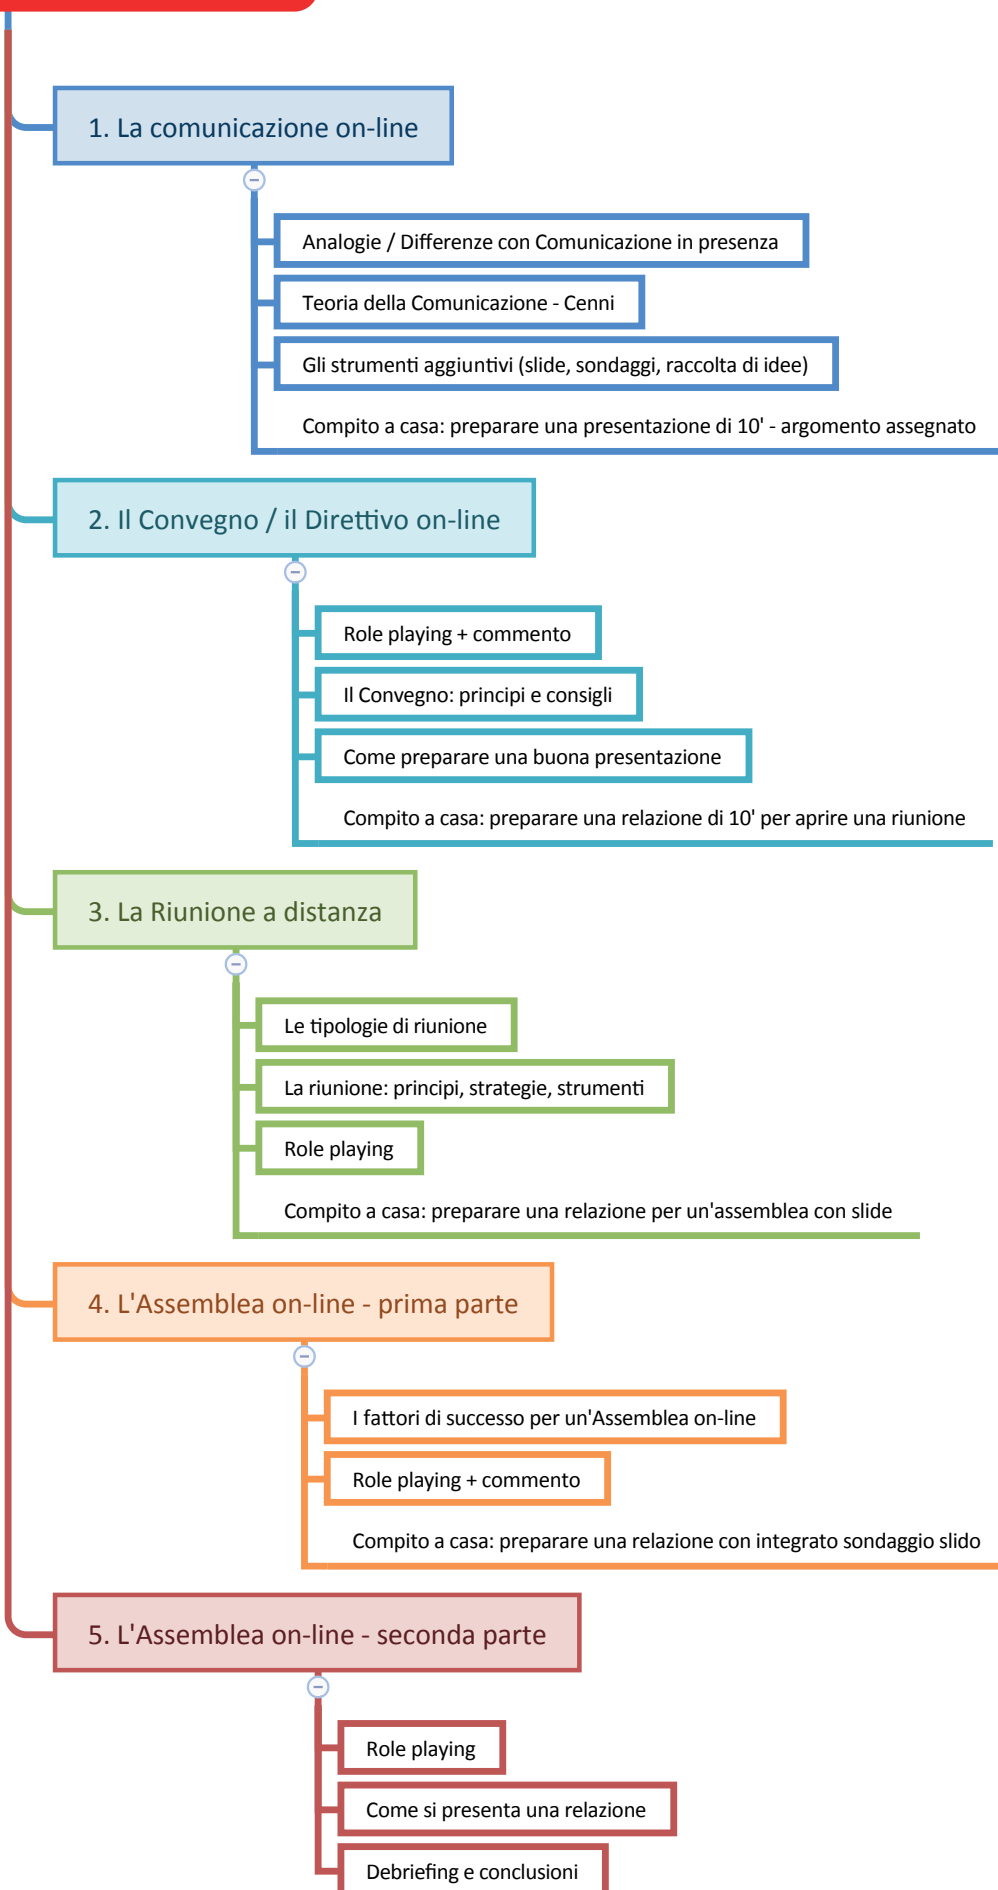 1. La comunicazione on-line
Analogie / Differenze con Comunicazione in presenza
Teoria della Comunicazione - Cenni
Gli strumenti aggiuntivi (slide, sondaggi, raccolta di idee)
Compito a casa: preparare una presentazione di 10' - argomento assegnato
2. Il Convegno / il Direttivo on-line
Role playing + commento
Il Convegno: principi e consigli
Come preparare una buona presentazione
Compito a casa: preparare una relazione di 10' per aprire una riunione
3. La Riunione a distanza
Le tipologie di riunione
La riunione: principi, strategie, strumenti
Role playing
Compito a casa: preparare una relazione per un'assemblea con slide
4. L'Assemblea on-line - prima parte
I fattori di successo per un'Assemblea on-line
Role playing + commento
Compito a casa: preparare una relazione con integrato sondaggio slido
5. L'Assemblea on-line - seconda parte
Role playing
Come si presenta una relazione
Debriefing e conclusioni